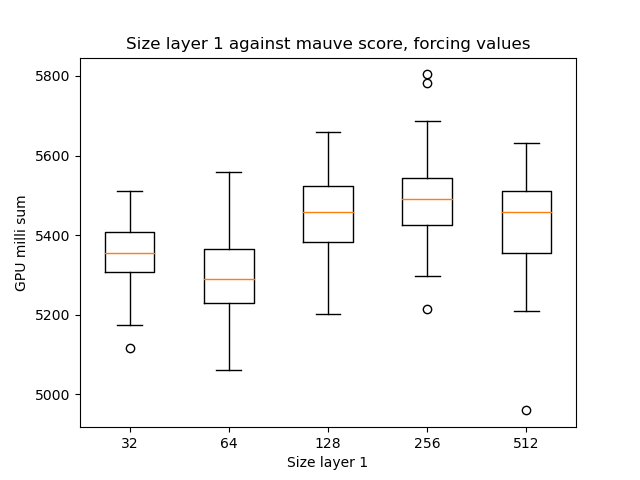 Size layer 1 against mauve score, forcing values
5800
5600
5400
5200
5000
GPU milli sum
32 64 128 256 512
Size layer 1